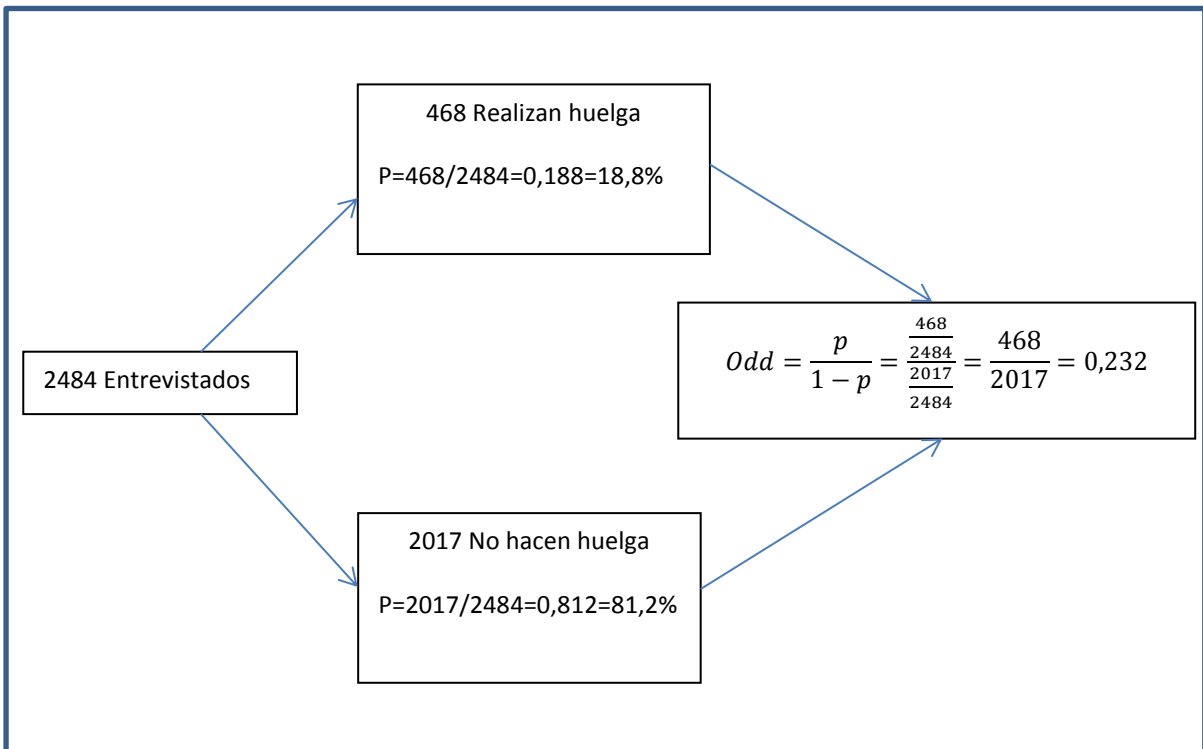 468 Realizan huelga
P=468/2484=0,188=18,8%
2484 Entrevistados
𝑂𝑑𝑑 = 𝑝 / (1 − 𝑝) = (468/2484) / (2017/2484) = 468/2017 = 0,232
2017 No hacen huelga
P=2017/2484=0,812=81,2%